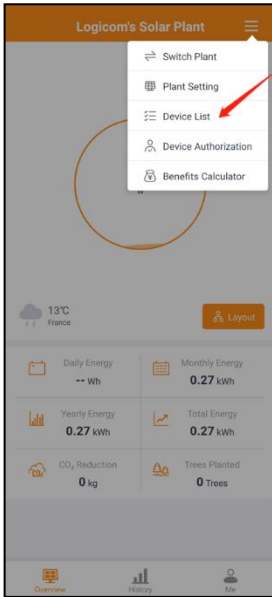 Logicom's Solar Plant
Switch Plant
Plant Setting
Device List
Device Authorization
Benefits Calculator
W
13°C
France
Layout
Daily Energy
-- Wh
Monthly Energy
0.27 kWh
Yearly Energy
0.27 kWh
Total Energy
0.27 kWh
CO₂ Reduction
0 kg
Trees Planted
0 Trees
Overview
History
Me